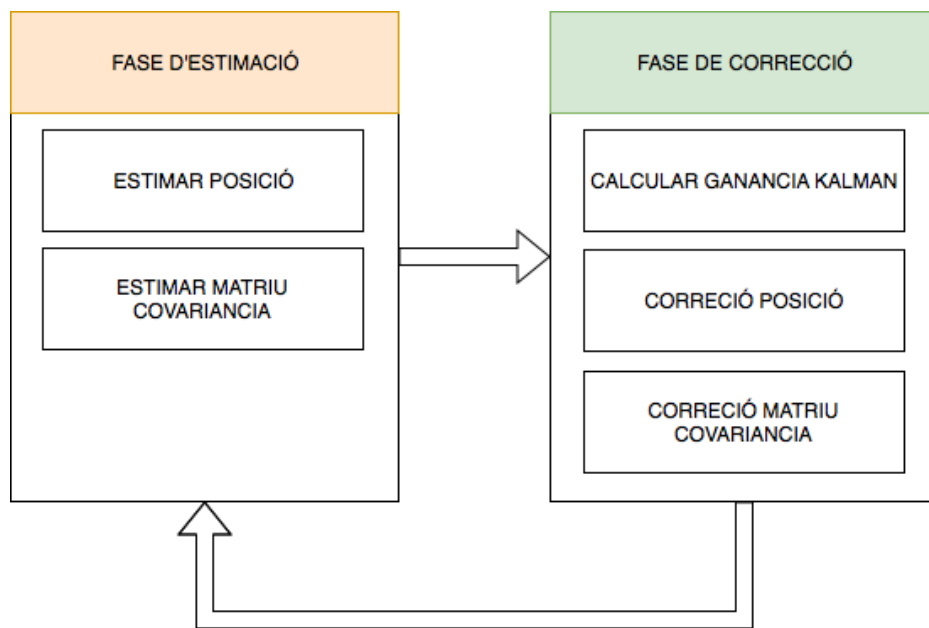 FASE D'ESTIMACIÓ
ESTIMAR POSICIÓ
ESTIMAR MATRIU
COVARIANCIA
FASE DE CORRECCIÓ
CALCULAR GANANCIA KALMAN
CORRECIÓ POSICIÓ
CORRECIÓ MATRIU
COVARIANCIA